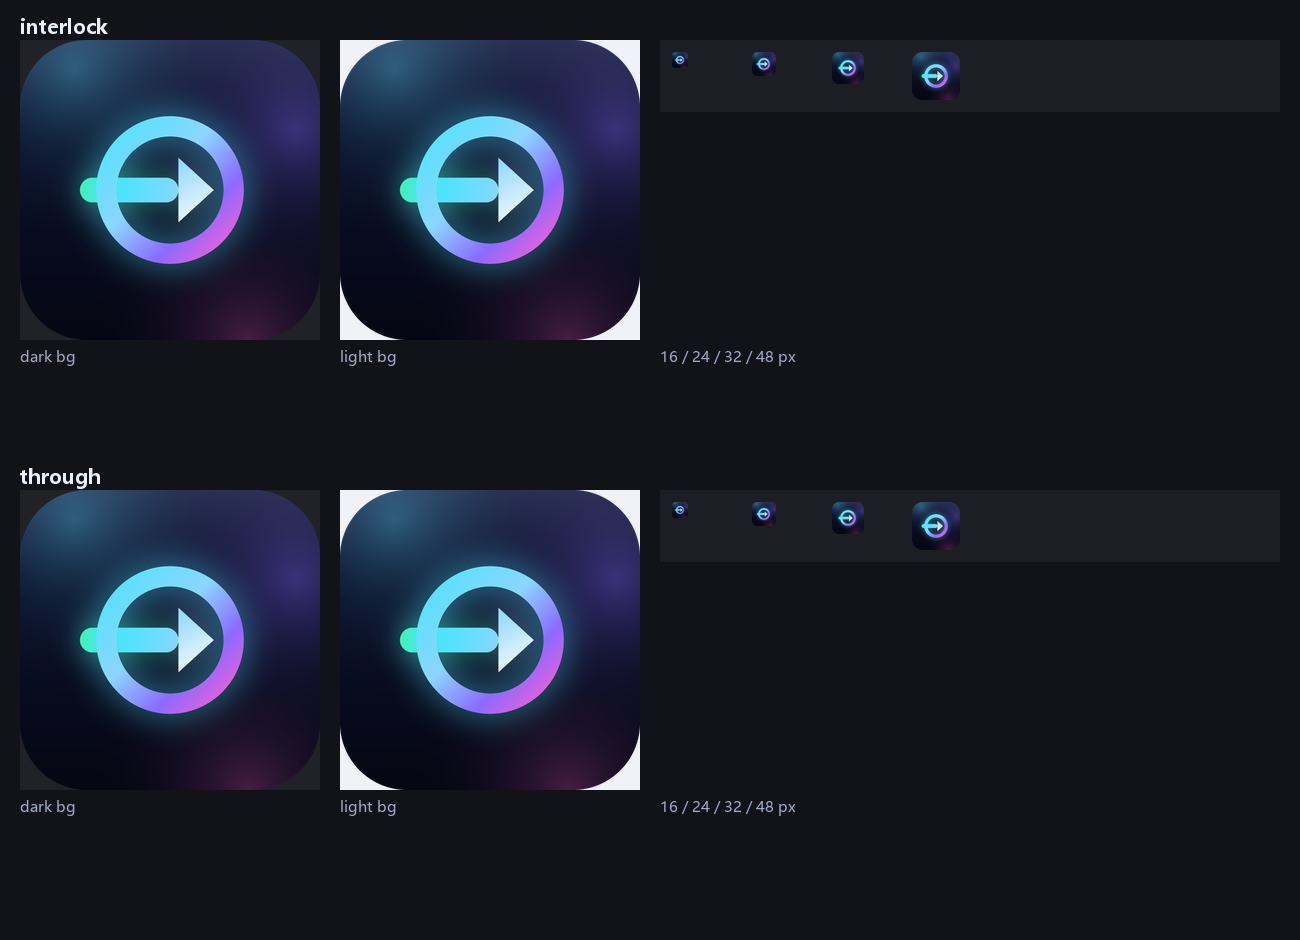 interlock
dark bg
light bg
16 / 24 / 32 / 48 px
through
dark bg
light bg
16 / 24 / 32 / 48 px